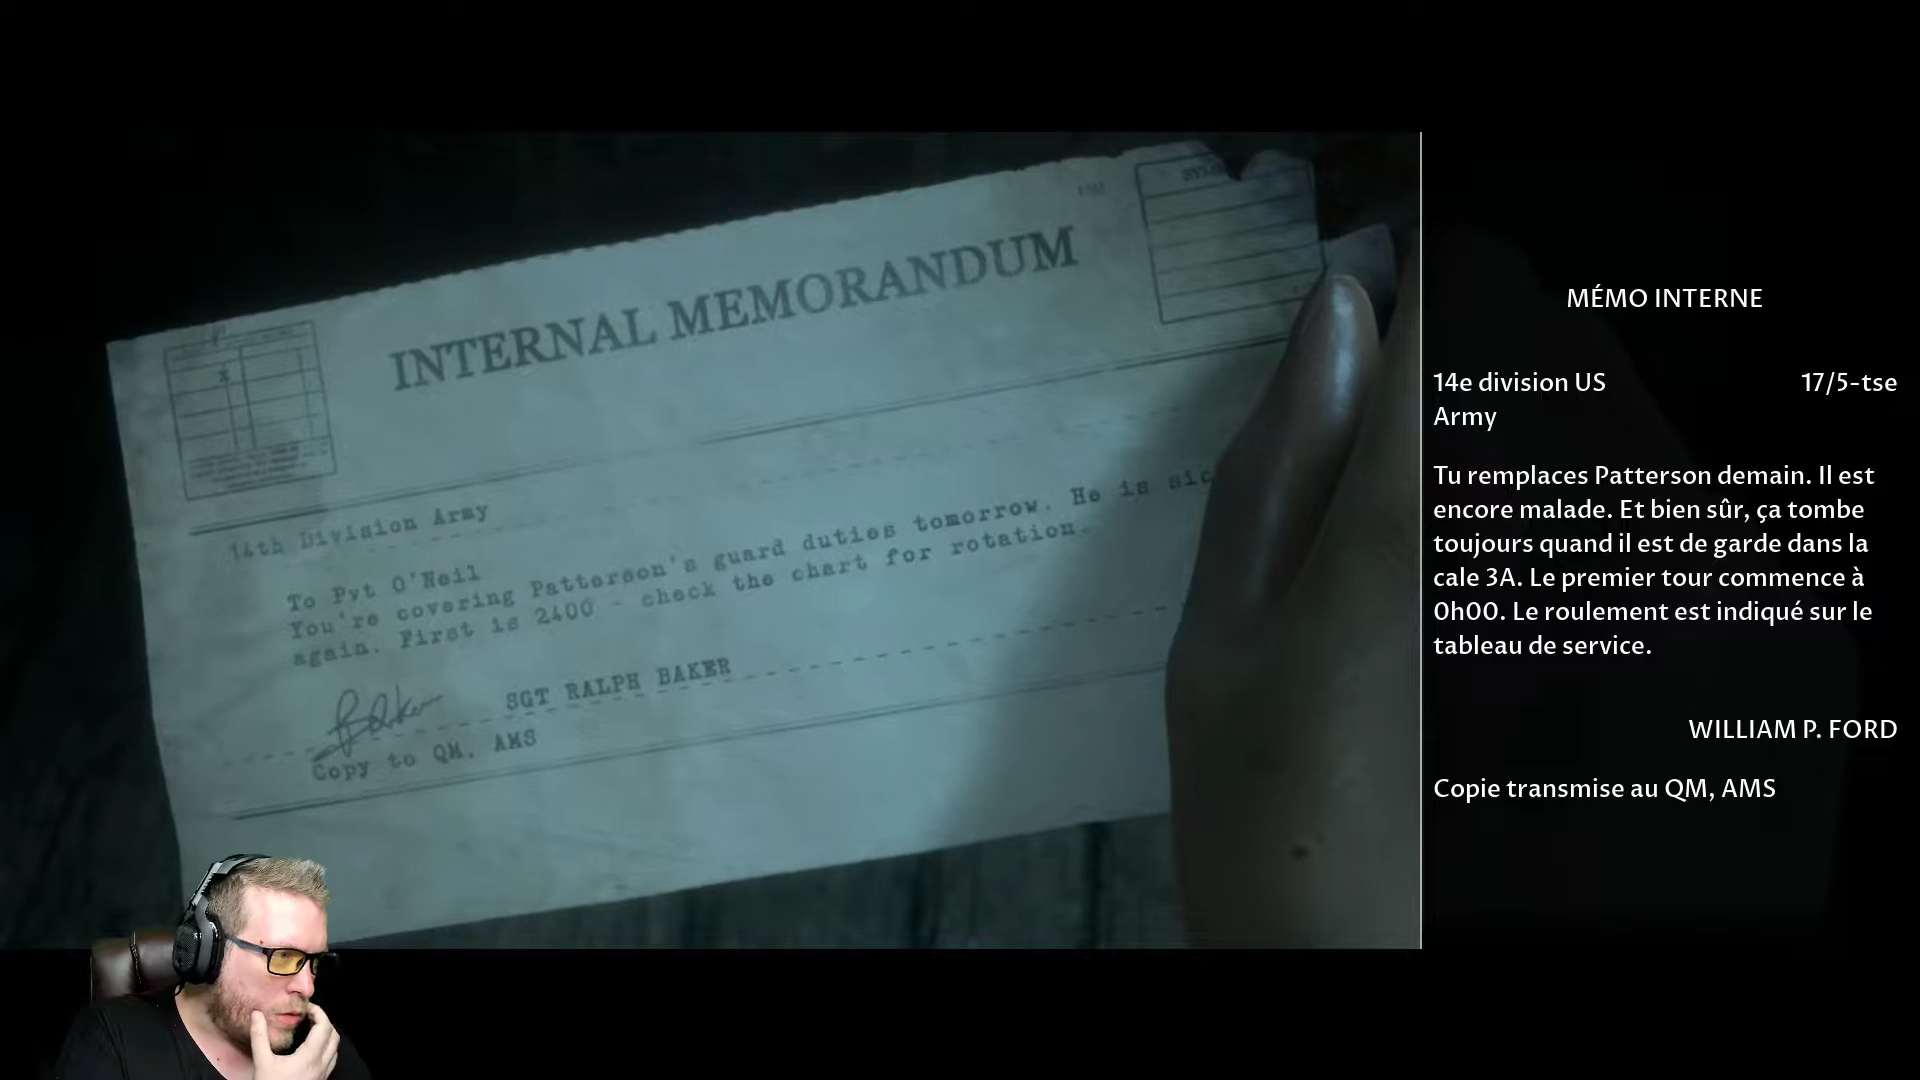 INTERNAL MEMORANDUM
14th Division Army
To Pvt O'Neil
You're covering Patterson's guard duties tomorrow. He is
again. First is 2400 - check the chart for rotation.
SGT RALPH BAKER
Copy to QM, AMS
MÉMO INTERNE
14e division US 17/5-tse
Army
Tu remplaces Patterson demain. Il est
encore malade. Et bien sûr, ça tombe
toujours quand il est de garde dans la
cale 3A. Le premier tour commence à
0h00. Le roulement est indiqué sur le
tableau de service.
WILLIAM P. FORD
Copie transmise au QM, AMS